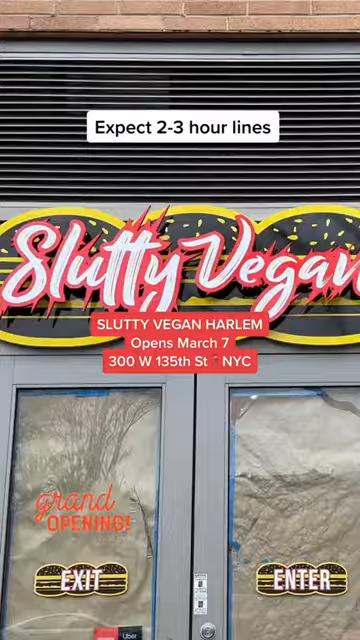 Expect 2-3 hour lines
Slutty Vegan
SLUTTY VEGAN HARLEM
Opens March 7
300 W 135th St📍NYC
grand
OPENING!
EXIT
ENTER
Uber